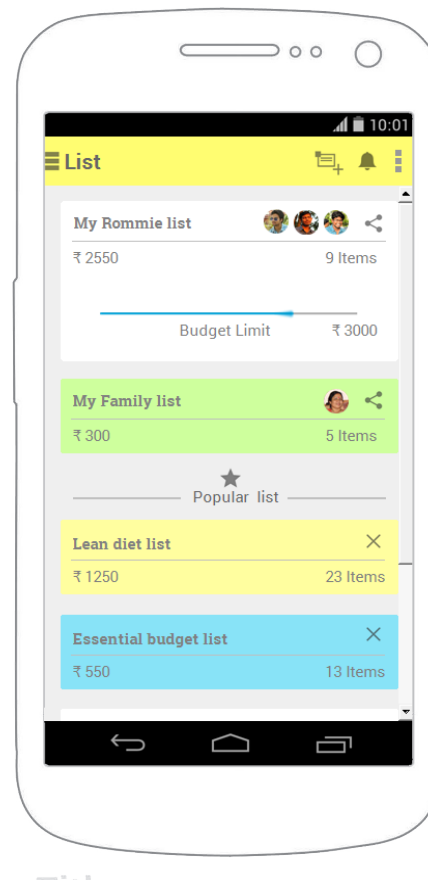 10:01
List
My Rommie list
₹ 2550 9 Items
Budget Limit ₹ 3000
My Family list
₹ 300 5 Items
Popular list
Lean diet list
₹ 1250 23 Items
Essential budget list
₹ 550 13 Items